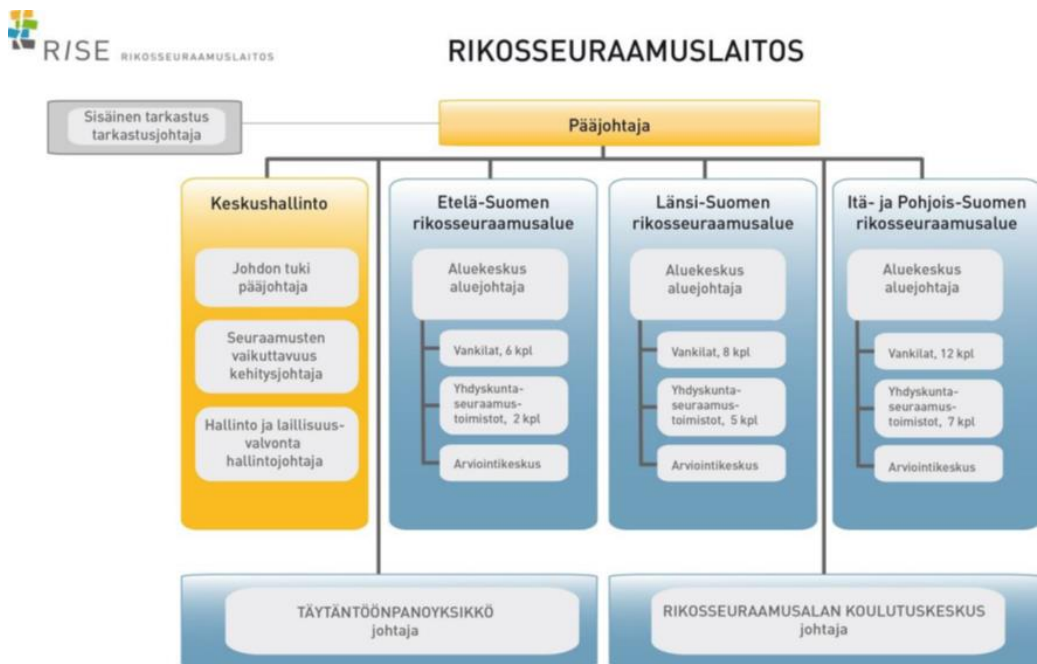 RISE RIKOSSEURAAMUSLAITOS
RIKOSSEURAAMUSLAITOS
Sisäinen tarkastus
tarkastusjohtaja
Pääjohtaja
Keskushallinto
Johdon tuki
pääjohtaja
Seuraamusten
vaikuttavuus
kehitysjohtaja
Hallinto ja laillisuus-
valvonta
hallintojohtaja
Etelä-Suomen
rikosseuraamusalue
Aluekeskus
aluejohtaja
Vankilat, 6 kpl
Yhdyskunta-
seuraamus-
toimistot, 2 kpl
Arviointikeskus
Länsi-Suomen
rikosseuraamusalue
Aluekeskus
aluejohtaja
Vankilat, 8 kpl
Yhdyskunta-
seuraamus-
toimistot, 5 kpl
Arviointikeskus
Itä- ja Pohjois-Suomen
rikosseuraamusalue
Aluekeskus
aluejohtaja
Vankilat, 12 kpl
Yhdyskunta-
seuraamus-
toimistot, 7 kpl
Arviointikeskus
TÄYTÄNTÖÖNPANOYKSIKKÖ
johtaja
RIKOSSEURAAMUSALAN KOULUTUSKESKUS
johtaja